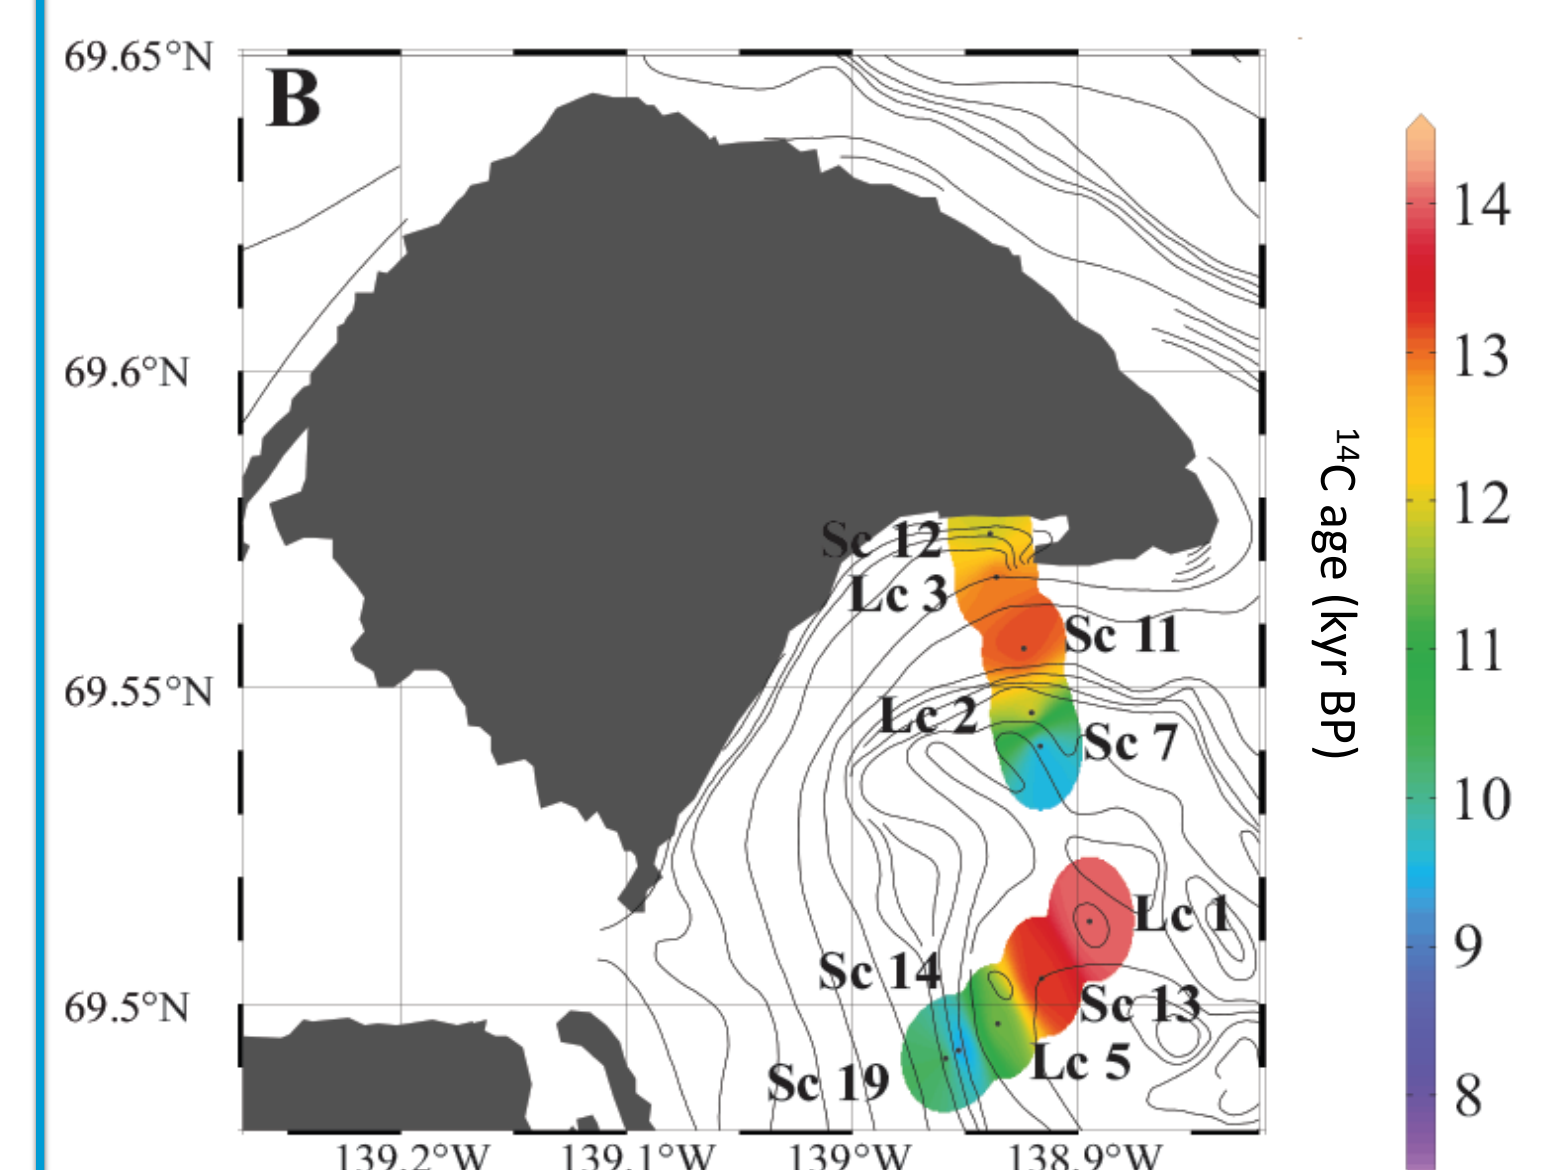 69.65°N
B
14
13
69.6°N
12
¹⁴C age (kyr BP)
Sc 12
Lc 3
Sc 11
11
69.55°N
Lc 2
Sc 7
10
Lc 1
9
Sc 14
69.5°N
Sc 13
Lc 5
Sc 19
8
139.2°W 139.1°W 139°W 138.9°W